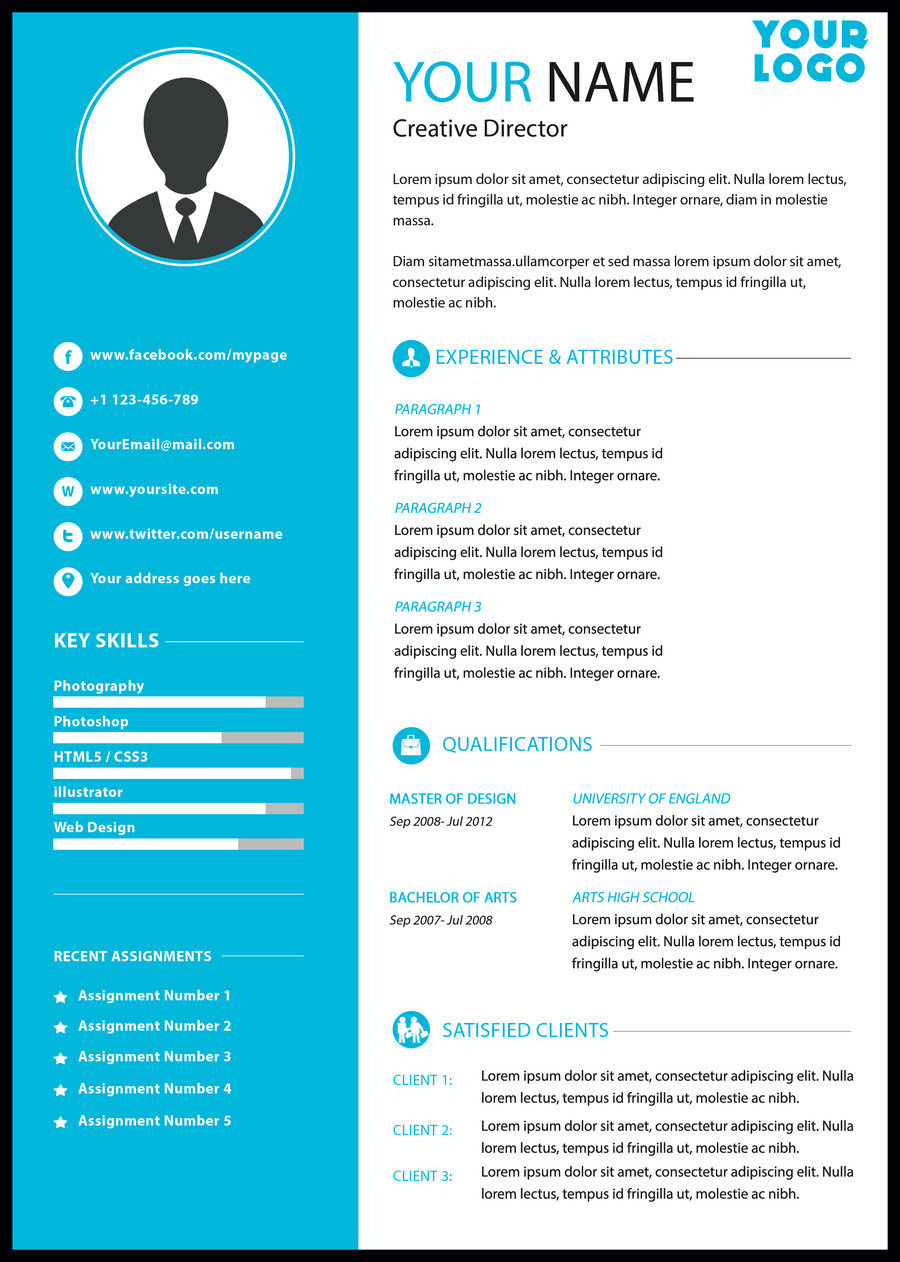 YOUR
LOGO
YOUR NAME
Creative Director
Lorem ipsum dolor sit amet, consectetur adipiscing elit. Nulla lorem lectus,
tempus id fringilla ut, molestie ac nibh. Integer ornare, diam in molestie
massa.
Diam sitametmassa.ullamcorper et sed massa lorem ipsum dolor sit amet,
consectetur adipiscing elit. Nulla lorem lectus, tempus id fringilla ut,
molestie ac nibh.
f www.facebook.com/mypage
+1 123-456-789
YourEmail@mail.com
W www.yoursite.com
t www.twitter.com/username
Your address goes here
KEY SKILLS
Photography
Photoshop
HTML5 / CSS3
illustrator
Web Design
RECENT ASSIGNMENTS
Assignment Number 1
Assignment Number 2
Assignment Number 3
Assignment Number 4
Assignment Number 5
EXPERIENCE & ATTRIBUTES
PARAGRAPH 1
Lorem ipsum dolor sit amet, consectetur
adipiscing elit. Nulla lorem lectus, tempus id
fringilla ut, molestie ac nibh. Integer ornare.
PARAGRAPH 2
Lorem ipsum dolor sit amet, consectetur
adipiscing elit. Nulla lorem lectus, tempus id
fringilla ut, molestie ac nibh. Integer ornare.
PARAGRAPH 3
Lorem ipsum dolor sit amet, consectetur
adipiscing elit. Nulla lorem lectus, tempus id
fringilla ut, molestie ac nibh. Integer ornare.
QUALIFICATIONS
MASTER OF DESIGN
Sep 2008- Jul 2012
UNIVERSITY OF ENGLAND
Lorem ipsum dolor sit amet, consectetur
adipiscing elit. Nulla lorem lectus, tempus id
fringilla ut, molestie ac nibh. Integer ornare.
BACHELOR OF ARTS
Sep 2007- Jul 2008
ARTS HIGH SCHOOL
Lorem ipsum dolor sit amet, consectetur
adipiscing elit. Nulla lorem lectus, tempus id
fringilla ut, molestie ac nibh. Integer ornare.
SATISFIED CLIENTS
CLIENT 1:
Lorem ipsum dolor sit amet, consectetur adipiscing elit. Nulla
lorem lectus, tempus id fringilla ut, molestie ac nibh.
CLIENT 2:
Lorem ipsum dolor sit amet, consectetur adipiscing elit. Nulla
lorem lectus, tempus id fringilla ut, molestie ac nibh.
CLIENT 3:
Lorem ipsum dolor sit amet, consectetur adipiscing elit. Nulla
lorem lectus, tempus id fringilla ut, molestie ac nibh.